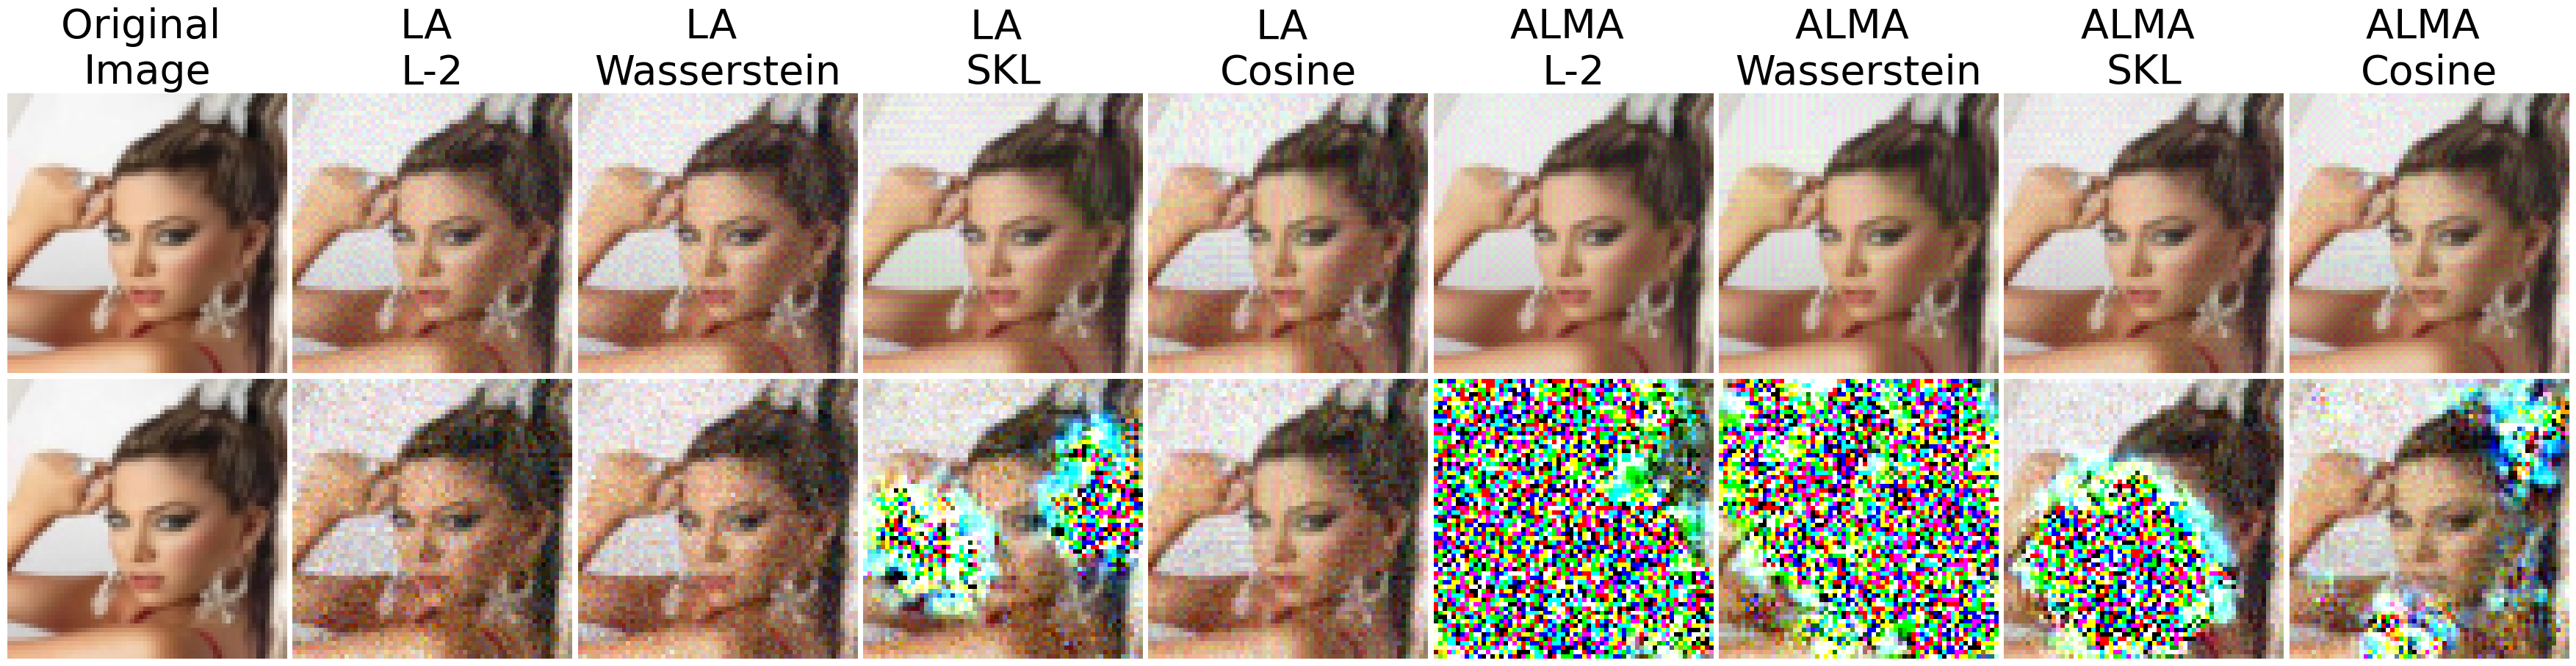 Original LA LA LA LA ALMA ALMA ALMA ALMA
Image L-2 Wasserstein SKL Cosine L-2 Wasserstein SKL Cosine